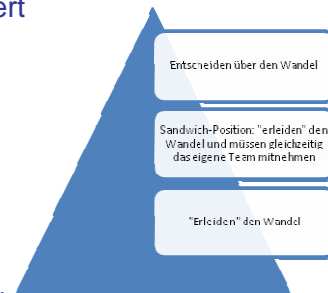 ert
Entscheiden über den Wandel
Sandwich-Position: "erleiden" den
Wandel und müssen gleichzeitig
das eigene Team mitnehmen
"Erleiden" den Wandel